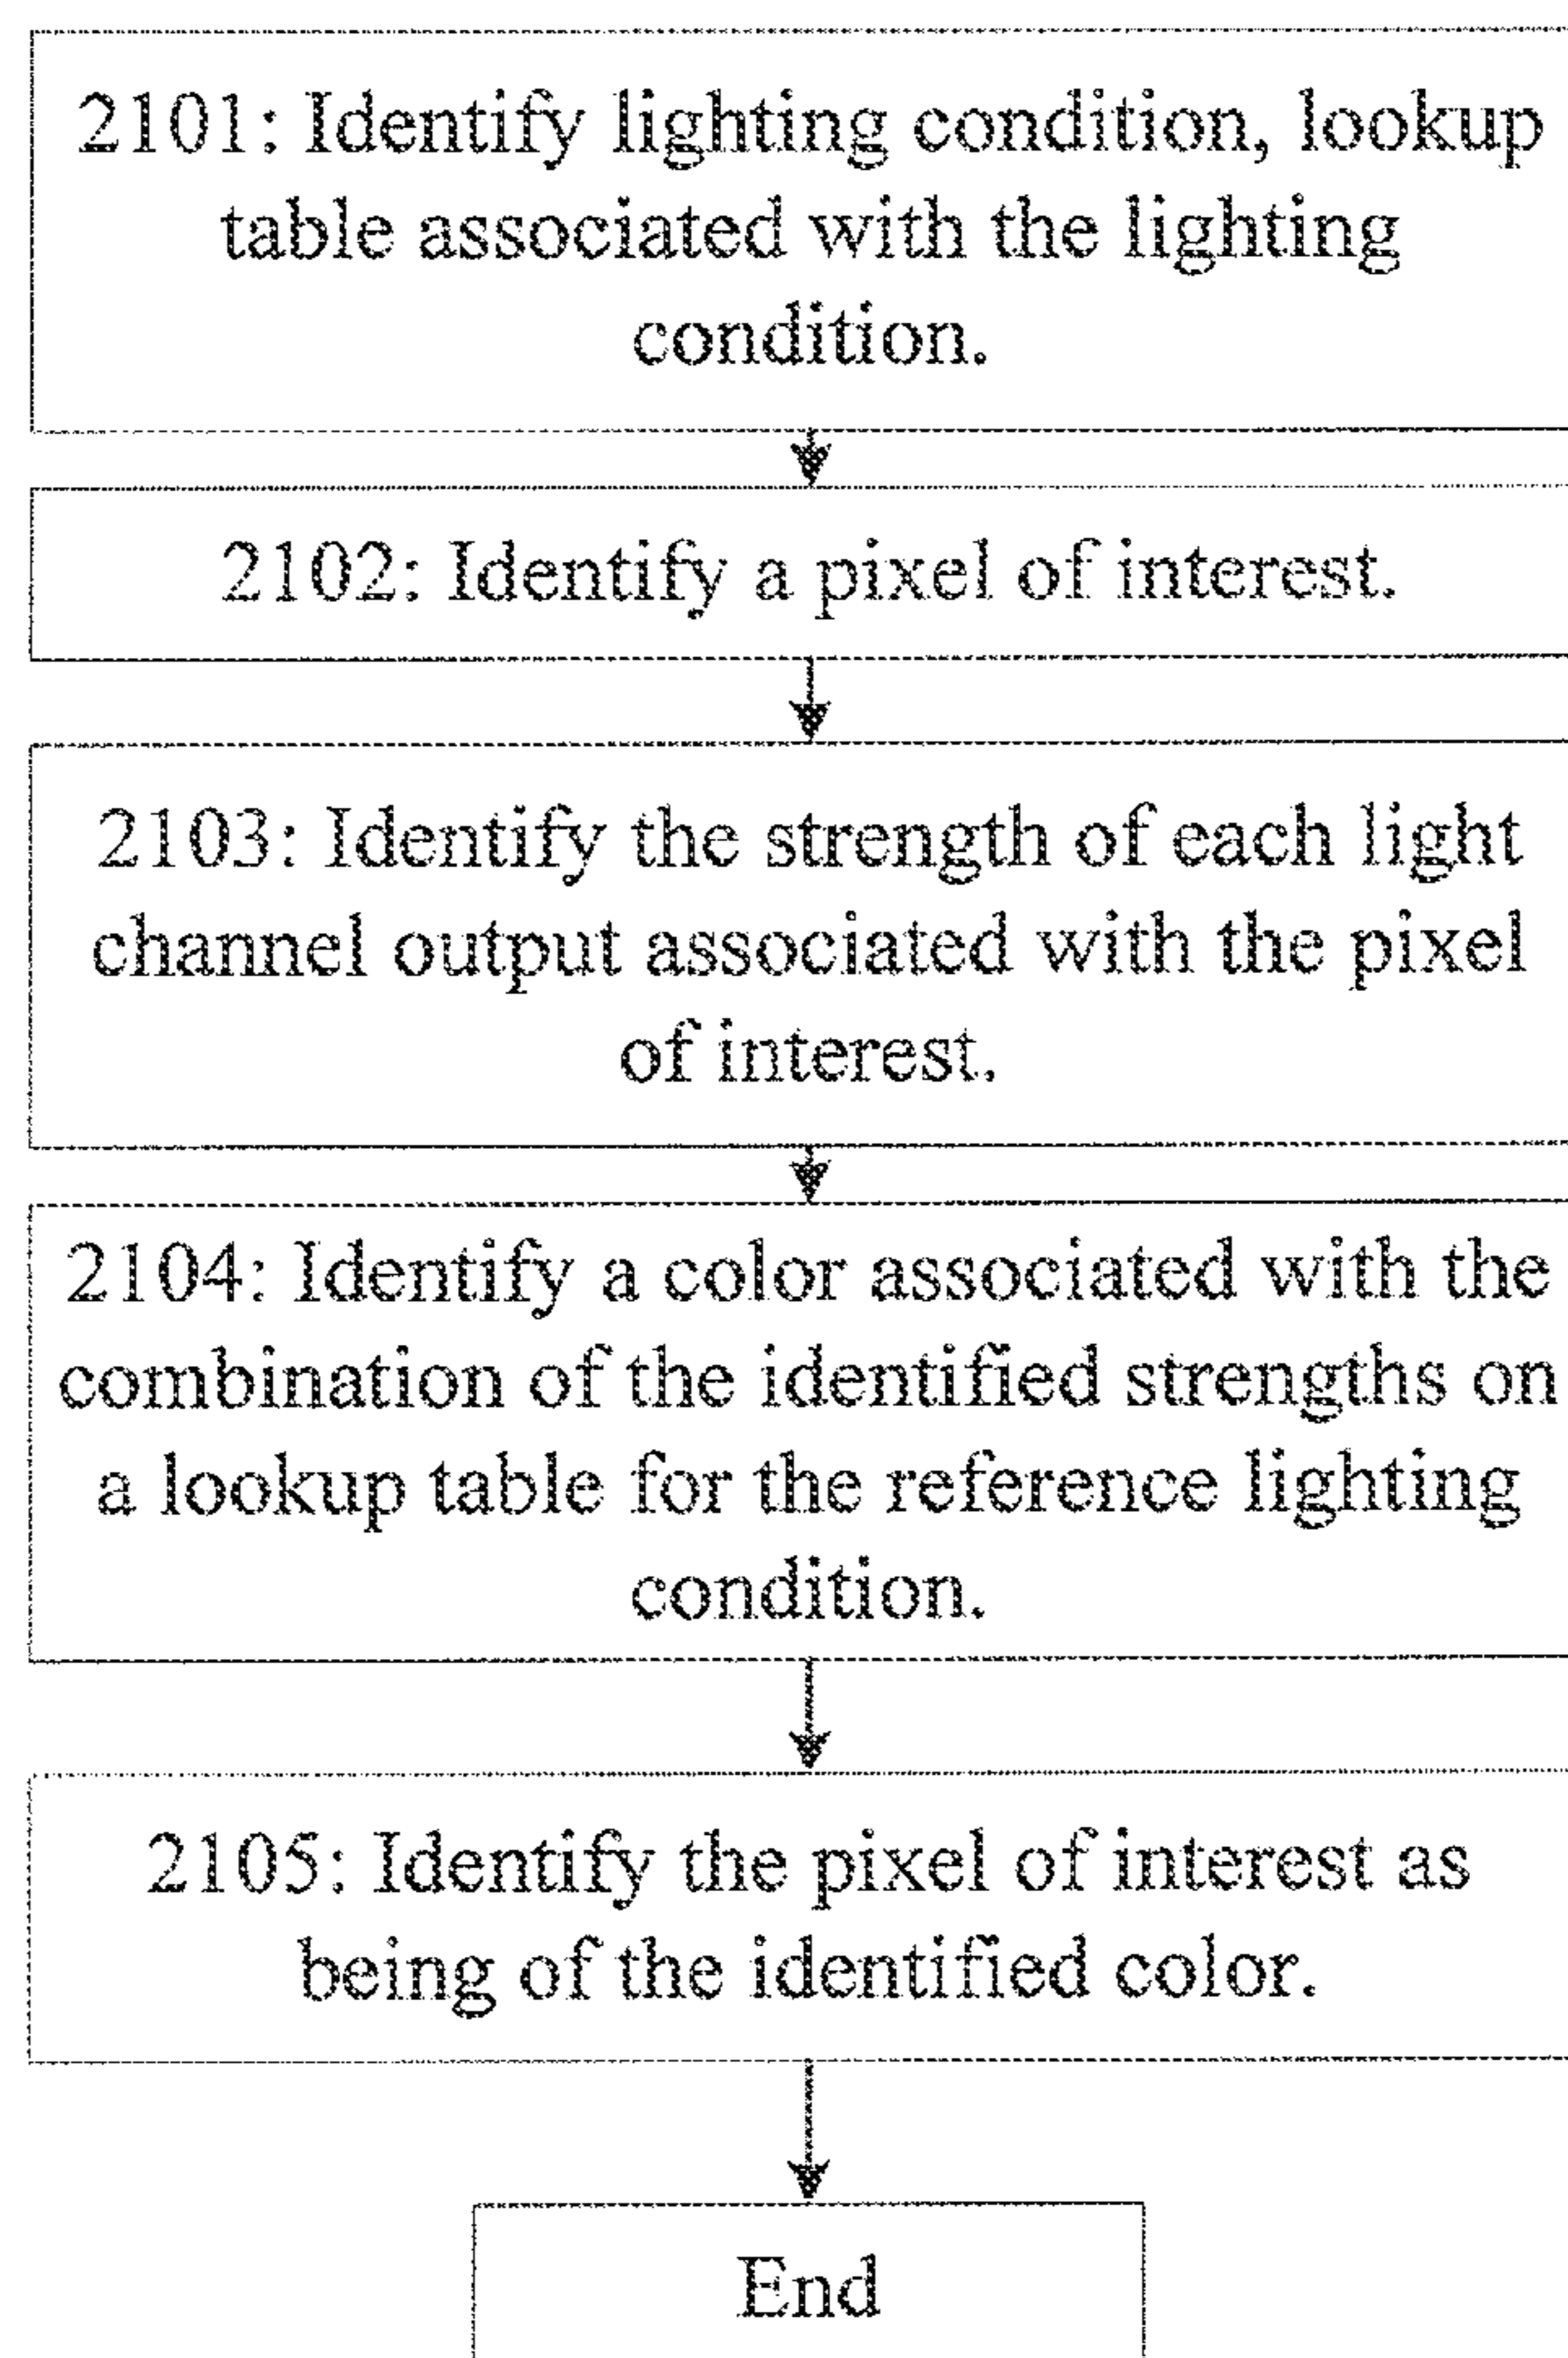 2101: Identify lighting condition, lookup
table associated with the lighting
condition.
2102: Identify a pixel of interest.
2103: Identify the strength of each light
channel output associated with the pixel
of interest.
2104: Identify a color associated with the
combination of the identified strengths on
a lookup table for the reference lighting
condition.
2105: Identify the pixel of interest as
being of the identified color.
End